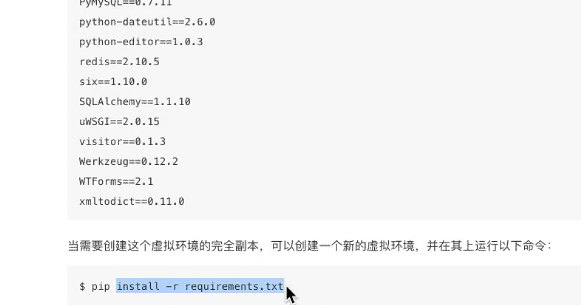 PyMySQL==0.7.11
python-dateutil==2.6.0
python-editor==1.0.3
redis==2.10.5
six==1.10.0
SQLAlchemy==1.1.10
uWSGI==2.0.15
visitor==0.1.3
Werkzeug==0.12.2
WTForms==2.1
xmltodict==0.11.0
当需要创建这个虚拟环境的完全副本，可以创建一个新的虚拟环境，并在其上运行以下命令：
$ pip install -r requirements.txt